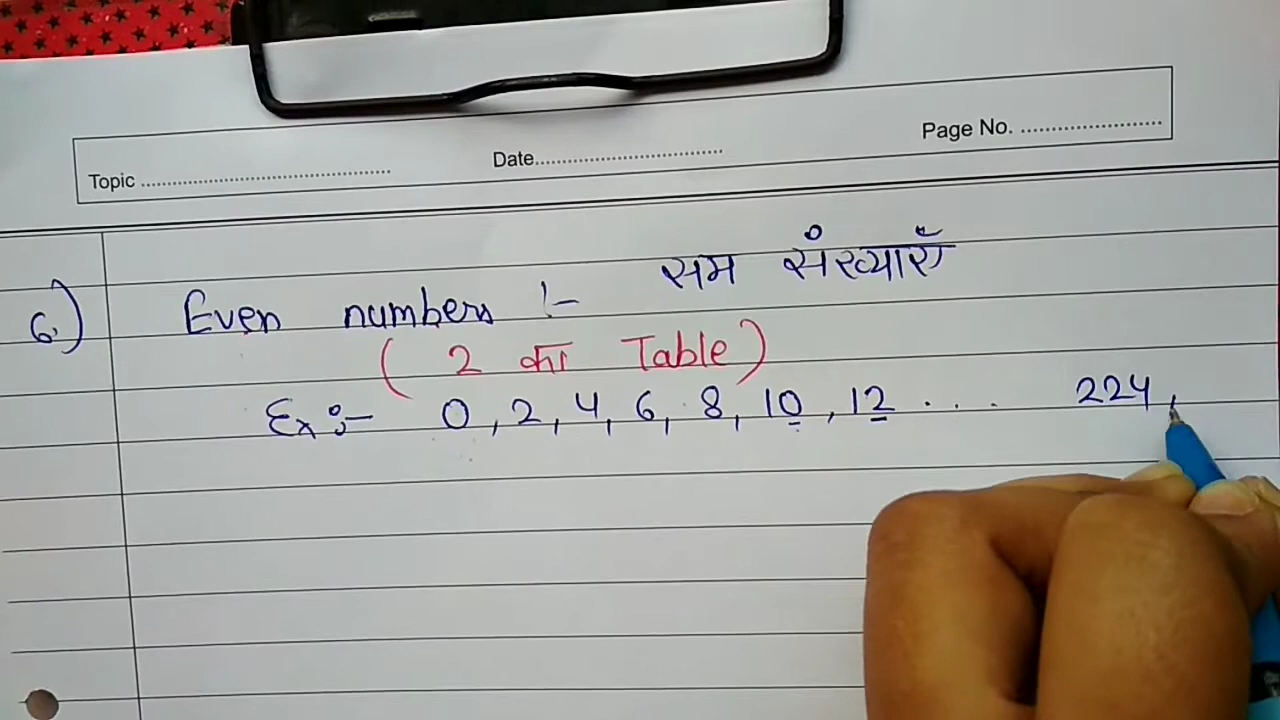 Topic ........................................ Date................................ Page No. ........................
6.) Even numbers :- सम संख्याएँ
( 2 का Table )
Ex :- 0, 2, 4, 6, 8, 10, 12 .... 224,